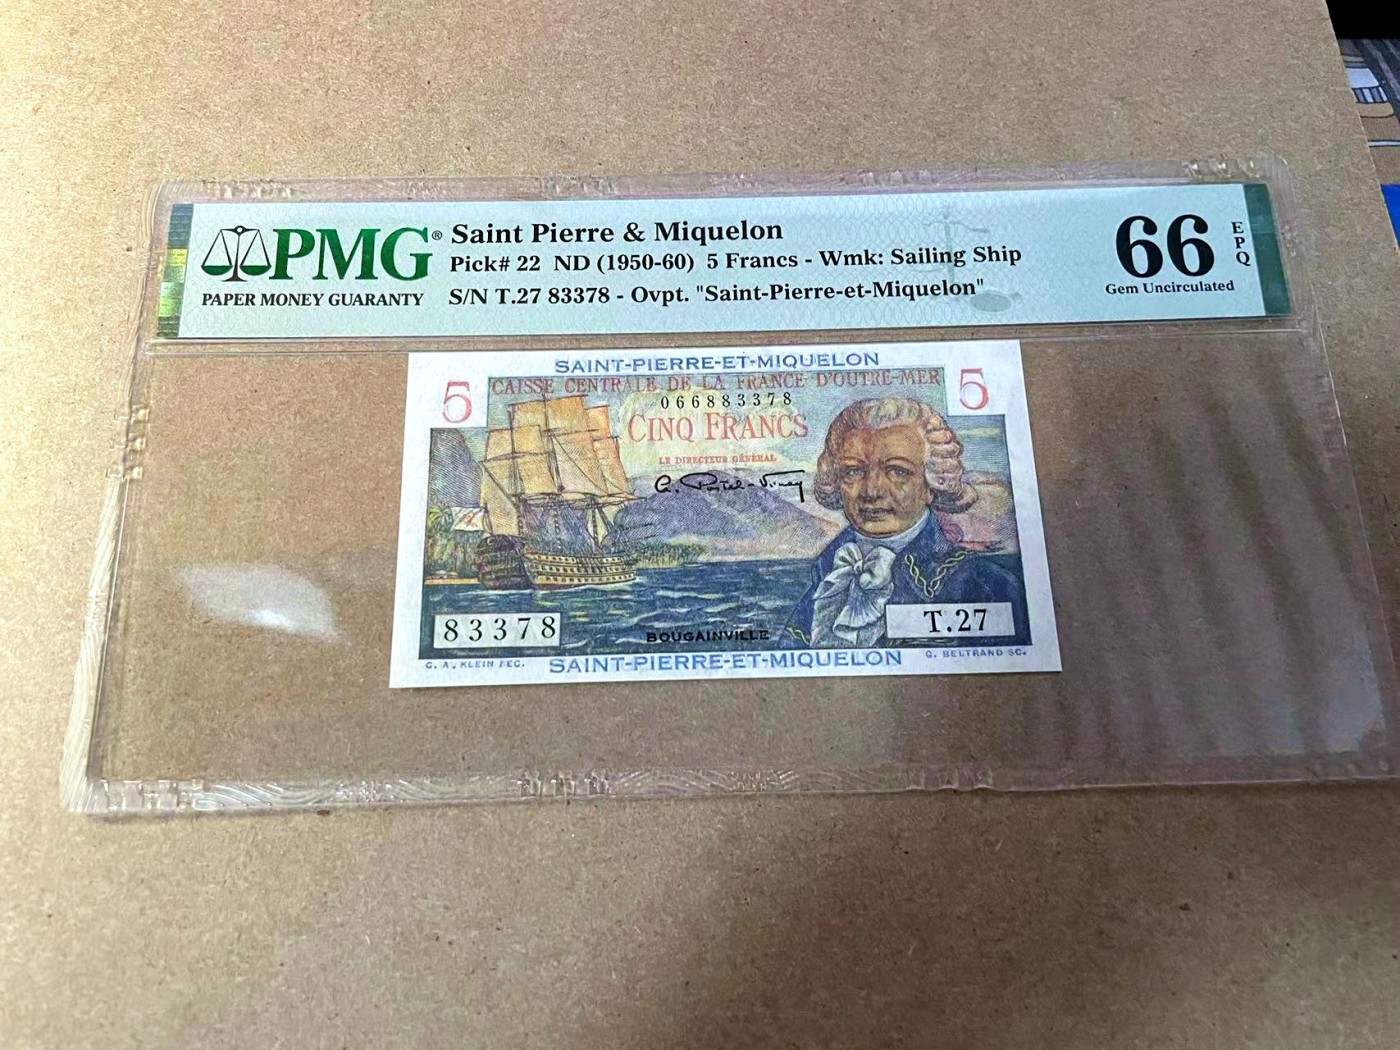 PMG®
PAPER MONEY GUARANTY
Saint Pierre & Miquelon
Pick# 22 ND (1950-60) 5 Francs - Wmk: Sailing Ship
S/N T.27 83378 - Ovpt. "Saint-Pierre-et-Miquelon"
66
EPQ
Gem Uncirculated
SAINT-PIERRE-ET-MIQUELON
5
CAISSE CENTRALE DE LA FRANCE D'OUTRE-MER
5
066883378
CINQ FRANCS
LE DIRECTEUR GÉNÉRAL
83378
BOUGAINVILLE
T.27
G. A. KLEIN FEC.
SAINT-PIERRE-ET-MIQUELON
G. BELTRAND SC.